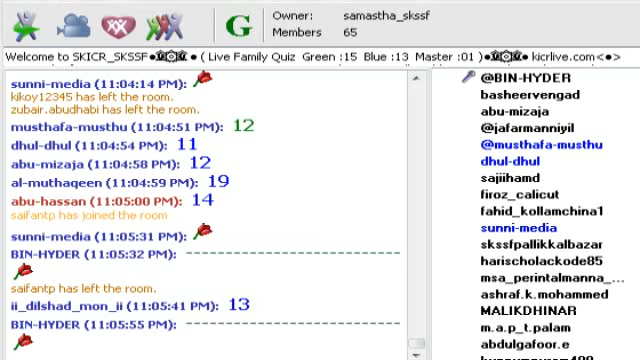 G
Owner: samastha_skssf
Members 65
Welcome to SKICR_SKSSF ( Live Family Quiz Green :15 Blue :13 Master :01 ) kicrlive.com<●>
sunni-media (11:04:14 PM):
kikoy12345 has left the room.
zubair.abudhabi has left the room.
musthafa-musthu (11:04:51 PM): 12
dhul-dhul (11:04:54 PM): 11
abu-mizaja (11:04:58 PM): 12
al-muthaqeen (11:04:59 PM): 19
abu-hassan (11:05:00 PM): 14
saifantp has joined the room
sunni-media (11:05:31 PM):
BIN-HYDER (11:05:32 PM): --------------------------
saifantp has left the room.
ii_dilshad_mon_ii (11:05:41 PM): 13
BIN-HYDER (11:05:55 PM): --------------------------
@BIN-HYDER
basheervengad
abu-mizaja
@jafarmanniyil
@musthafa-musthu
dhul-dhul
sajiihamd
firoz_calicut
fahid_kollamchina1
sunni-media
skssfpallikkalbazar
harischolackode85
msa_perintalmanna_...
ashraf.k.mohammed
MALIKDHINAR
m.a.p_t.palam
abdulgafoor.e